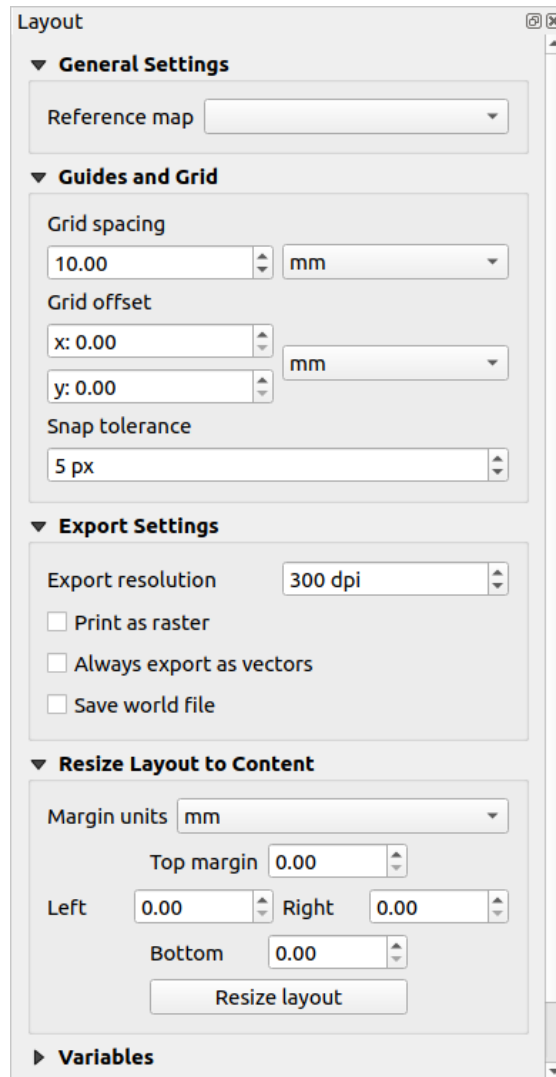 Layout
General Settings
Reference map
Guides and Grid
Grid spacing
10.00 mm
Grid offset
x: 0.00
mm
y: 0.00
Snap tolerance
5 px
Export Settings
Export resolution 300 dpi
Print as raster
Always export as vectors
Save world file
Resize Layout to Content
Margin units mm
Top margin 0.00
Left 0.00 Right 0.00
Bottom 0.00
Resize layout
Variables